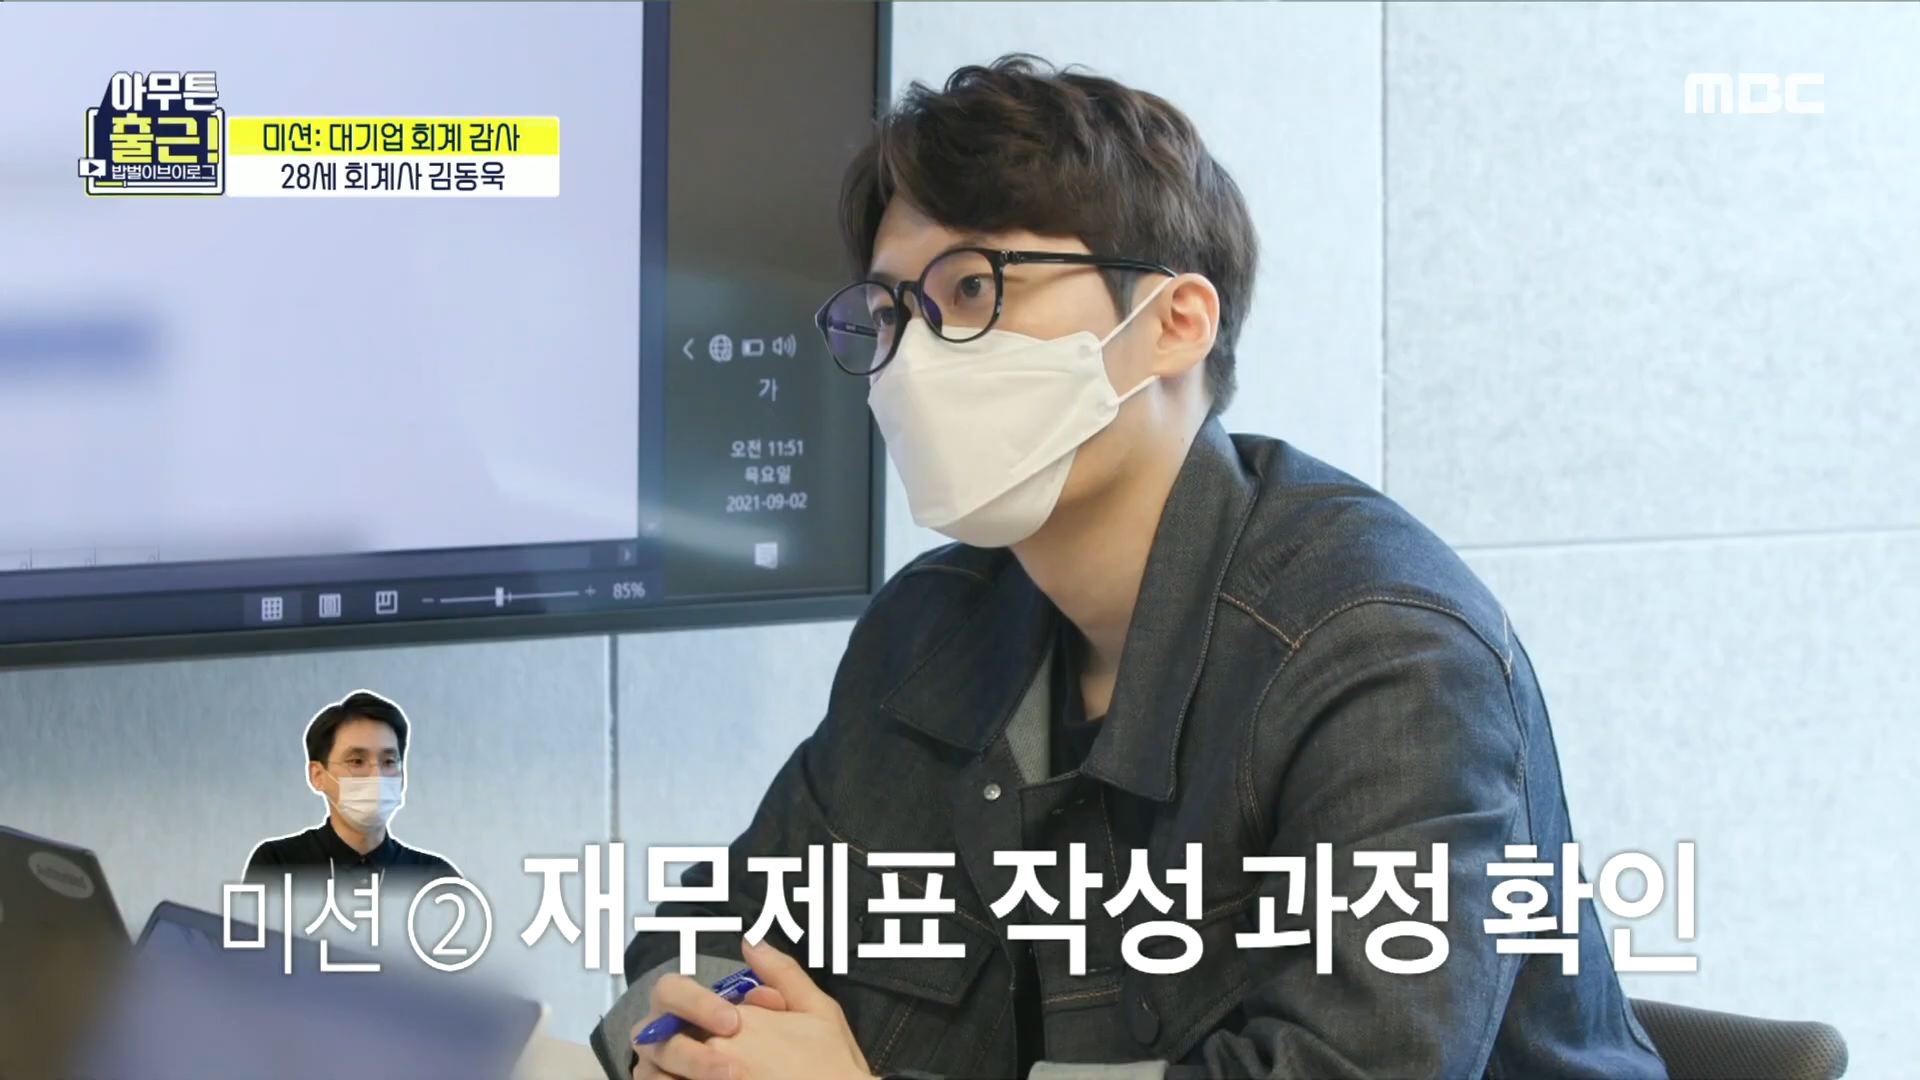 아무튼
출근!
밥벌이브이로그
미션: 대기업 회계 감사
28세 회계사 김동욱
MBC
가
오전 11:51
목요일
2021-09-02
85%
미션 ② 재무제표 작성 과정 확인